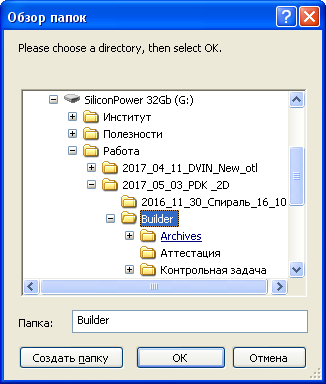 Обзор папок
Please choose a directory, then select OK.
SiliconPower 32Gb (G:)
Институт
Полезности
Работа
2017_04_11_DVIN_New_otl
2017_05_03_PDK _2D
2016_11_30_Спираль_16_10
Builder
Archives
Аттестация
Контрольная задача
Папка: Builder
Создать папку OK Отмена